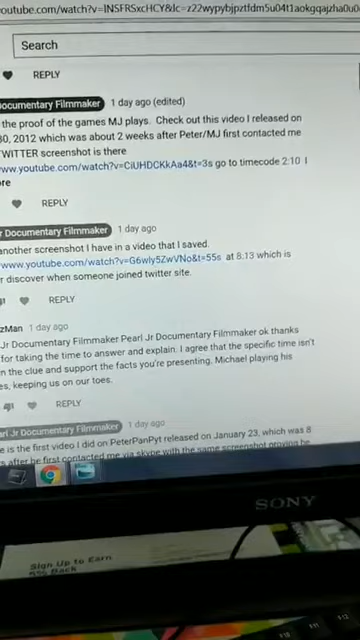 outube.com/watch?v=INSFRSxcHCY&lc=z22wypybjpztfdm5u04t1aokgqajzha0u0
Search
REPLY
Documentary Filmmaker 1 day ago (edited)
the proof of the games MJ plays. Check out this video I released on
30, 2012 which was about 2 weeks after Peter/MJ first contacted me
TWITTER screenshot is there
www.youtube.com/watch?v=CiUHDCKkAa4&t=3s go to timecode 2:10 I
re
REPLY
r Documentary Filmmaker 1 day ago
another screenshot I have in a video that I saved.
www.youtube.com/watch?v=G6wly5ZwVNo&t=55s at 8:13 which is
r discover when someone joined twitter site.
REPLY
zMan 1 day ago
Jr Documentary Filmmaker Pearl Jr Documentary Filmmaker ok thanks
for taking the time to answer and explain. I agree that the specific time isn't
n the clue and support the facts you're presenting. Michael playing his
es, keeping us on our toes.
REPLY
arl Jr Documentary Filmmaker 1 day ago
e is the first video I did on PeterPanPyt released on January 23, which was 8
s after he first contacted me via skype with the same screenshot proving he
SONY
Sign Up to Earn
5% Back